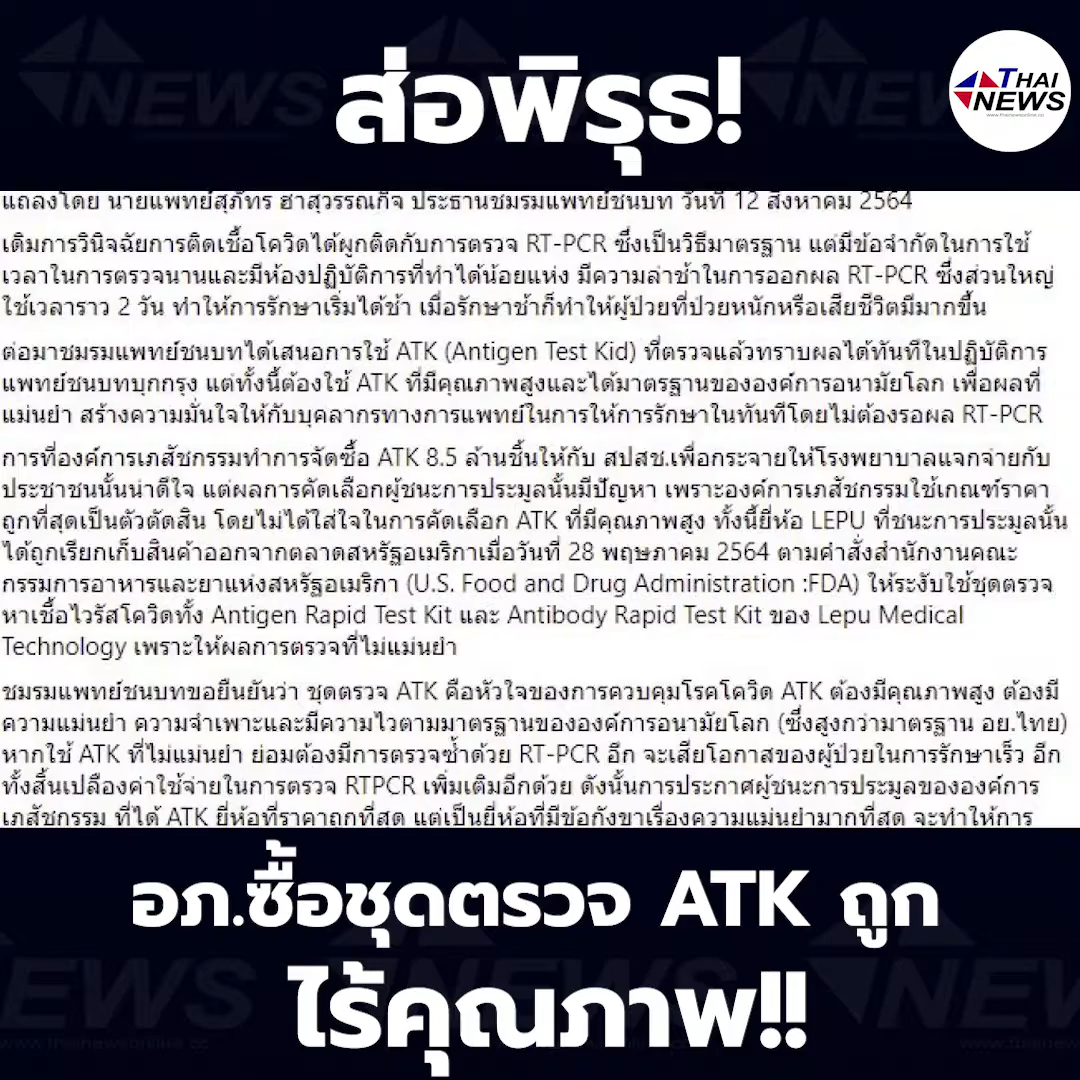 ส่อพิรุธ!
THAI
NEWS
www.thainewsonline.co
แถลงโดย นายแพทย์สุภัทร ฮาสุวรรณกิจ ประธานชมรมแพทย์ชนบท วันที่ 12 สิงหาคม 2564
เดิมการวินิจฉัยการติดเชื้อโควิดได้ผูกติดกับการตรวจ RT-PCR ซึ่งเป็นวิธีมาตรฐาน แต่มีข้อจำกัดในการใช้
เวลาในการตรวจนานและมีห้องปฏิบัติการที่ทำได้น้อยแห่ง มีความล่าช้าในการออกผล RT-PCR ซึ่งส่วนใหญ่
ใช้เวลาราว 2 วัน ทำให้การรักษาเริ่มได้ช้า เมื่อรักษาช้าก็ทำให้ผู้ป่วยที่ป่วยหนักหรือเสียชีวิตมีมากขึ้น
ต่อมาชมรมแพทย์ชนบทได้เสนอการใช้ ATK (Antigen Test Kid) ที่ตรวจแล้วทราบผลได้ทันทีในปฏิบัติการ
แพทย์ชนบทบุกกรุง แต่ทั้งนี้ต้องใช้ ATK ที่มีคุณภาพสูงและได้มาตรฐานขององค์การอนามัยโลก เพื่อผลที่
แม่นยำ สร้างความมั่นใจให้กับบุคลากรทางการแพทย์ในการให้การรักษาในทันทีโดยไม่ต้องรอผล RT-PCR
การที่องค์การเภสัชกรรมทำการจัดซื้อ ATK 8.5 ล้านชิ้นให้กับ สปสช.เพื่อกระจายให้โรงพยาบาลแจกจ่ายกับ
ประชาชนนั้นน่าดีใจ แต่ผลการคัดเลือกผู้ชนะการประมูลนั้นมีปัญหา เพราะองค์การเภสัชกรรมใช้เกณฑ์ราคา
ถูกที่สุดเป็นตัวตัดสิน โดยไม่ได้ใส่ใจในการคัดเลือก ATK ที่มีคุณภาพสูง ทั้งนี้ยี่ห้อ LEPU ที่ชนะการประมูลนั้น
ได้ถูกเรียกเก็บสินค้าออกจากตลาดสหรัฐอเมริกาเมื่อวันที่ 28 พฤษภาคม 2564 ตามคำสั่งสำนักงานคณะ
กรรมการอาหารและยาแห่งสหรัฐอเมริกา (U.S. Food and Drug Administration :FDA) ให้ระงับใช้ชุดตรวจ
หาเชื้อไวรัสโควิดทั้ง Antigen Rapid Test Kit และ Antibody Rapid Test Kit ของ Lepu Medical
Technology เพราะให้ผลการตรวจที่ไม่แม่นยำ
ชมรมแพทย์ชนบทขอยืนยันว่า ชุดตรวจ ATK คือหัวใจของการควบคุมโรคโควิด ATK ต้องมีคุณภาพสูง ต้องมี
ความแม่นยำ ความจำเพาะและมีความไวตามมาตรฐานขององค์การอนามัยโลก (ซึ่งสูงกว่ามาตรฐาน อย.ไทย)
หากใช้ ATK ที่ไม่แม่นยำ ย่อมต้องมีการตรวจซ้ำด้วย RT-PCR อีก จะเสียโอกาสของผู้ป่วยในการรักษาเร็ว อีก
ทั้งสิ้นเปลืองค่าใช้จ่ายในการตรวจ RTPCR เพิ่มเติมอีกด้วย ดังนั้นการประกาศผู้ชนะการประมูลขององค์การ
เภสัชกรรม ที่ได้ ATK ยี่ห้อที่ราคาถูกที่สุด แต่เป็นยี่ห้อที่มีข้อกังขาเรื่องความแม่นยำมากที่สุด จะทำให้การ
อภ.ซื้อชุดตรวจ ATK ถูก
ไร้คุณภาพ!!